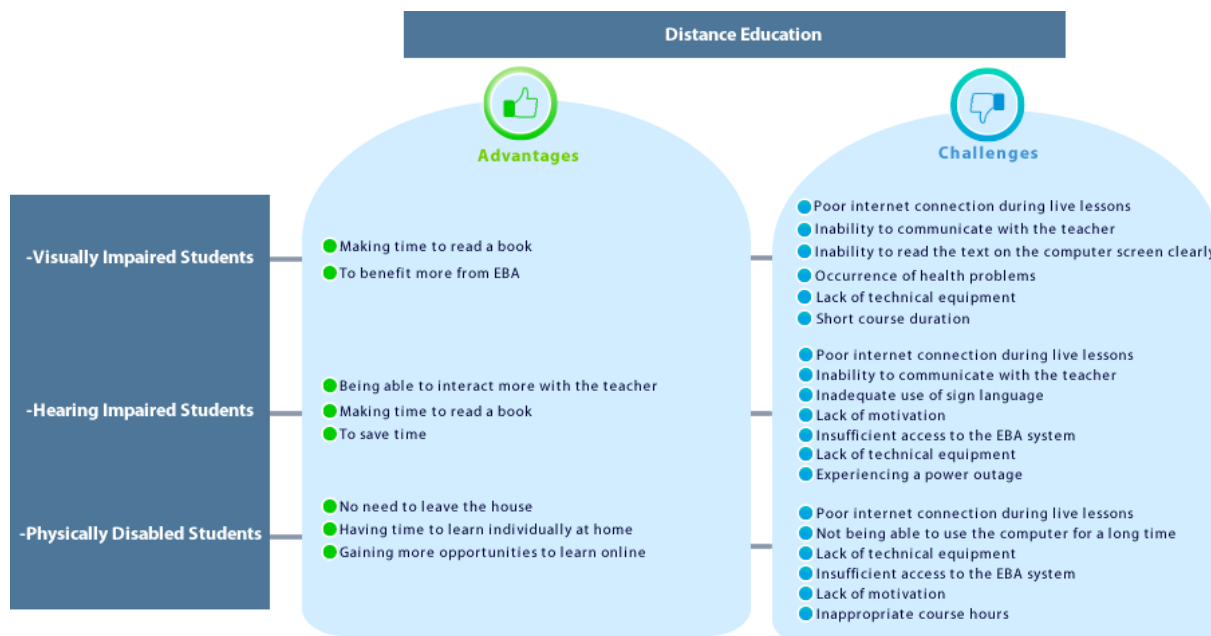 Distance Education
Advantages
Challenges
-Visually Impaired Students
Making time to read a book
To benefit more from EBA
Poor internet connection during live lessons
Inability to communicate with the teacher
Inability to read the text on the computer screen clearly
Occurrence of health problems
Lack of technical equipment
Short course duration
-Hearing Impaired Students
Being able to interact more with the teacher
Making time to read a book
To save time
Poor internet connection during live lessons
Inability to communicate with the teacher
Inadequate use of sign language
Lack of motivation
Insufficient access to the EBA system
Lack of technical equipment
Experiencing a power outage
-Physically Disabled Students
No need to leave the house
Having time to learn individually at home
Gaining more opportunities to learn online
Poor internet connection during live lessons
Not being able to use the computer for a long time
Lack of technical equipment
Insufficient access to the EBA system
Lack of motivation
Inappropriate course hours